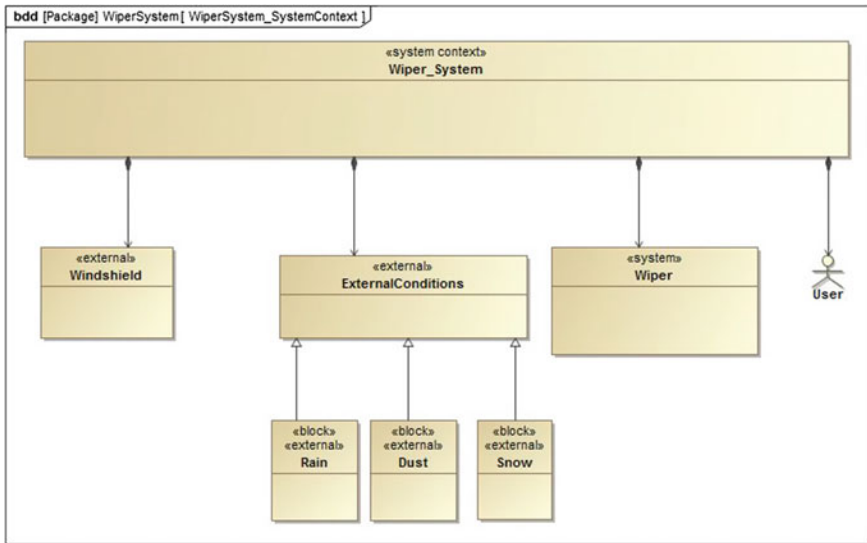 bdd [Package] WiperSystem[ WiperSystem_SystemContext ]
«system context»
Wiper_System
«external»
Windshield
«external»
ExternalConditions
«system»
Wiper
User
«block»
«external»
Rain
«block»
«external»
Dust
«block»
«external»
Snow